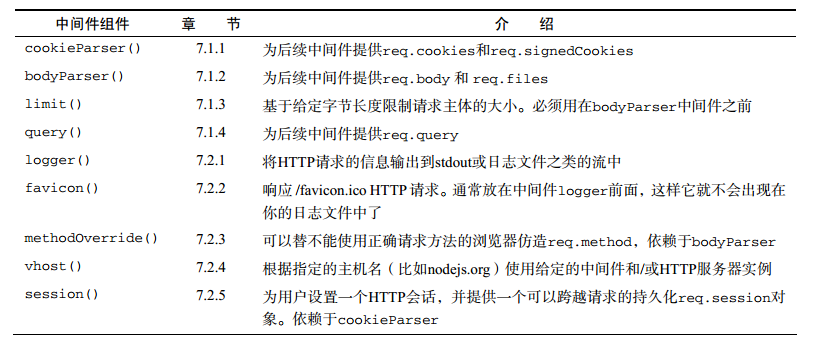 中间件组件 章 节 介 绍
cookieParser() 7.1.1 为后续中间件提供req.cookies和req.signedCookies
bodyParser() 7.1.2 为后续中间件提供req.body 和 req.files
limit() 7.1.3 基于给定字节长度限制请求主体的大小。必须用在bodyParser中间件之前
query() 7.1.4 为后续中间件提供req.query
logger() 7.2.1 将HTTP请求的信息输出到stdout或日志文件之类的流中
favicon() 7.2.2 响应 /favicon.ico HTTP 请求。通常放在中间件logger前面，这样它就不会出现在
你的日志文件中了
methodOverride() 7.2.3 可以替不能使用正确请求方法的浏览器仿造req.method，依赖于bodyParser
vhost() 7.2.4 根据指定的主机名（比如nodejs.org）使用给定的中间件和/或HTTP服务器实例
session() 7.2.5 为用户设置一个HTTP会话，并提供一个可以跨越请求的持久化req.session对
象。依赖于cookieParser